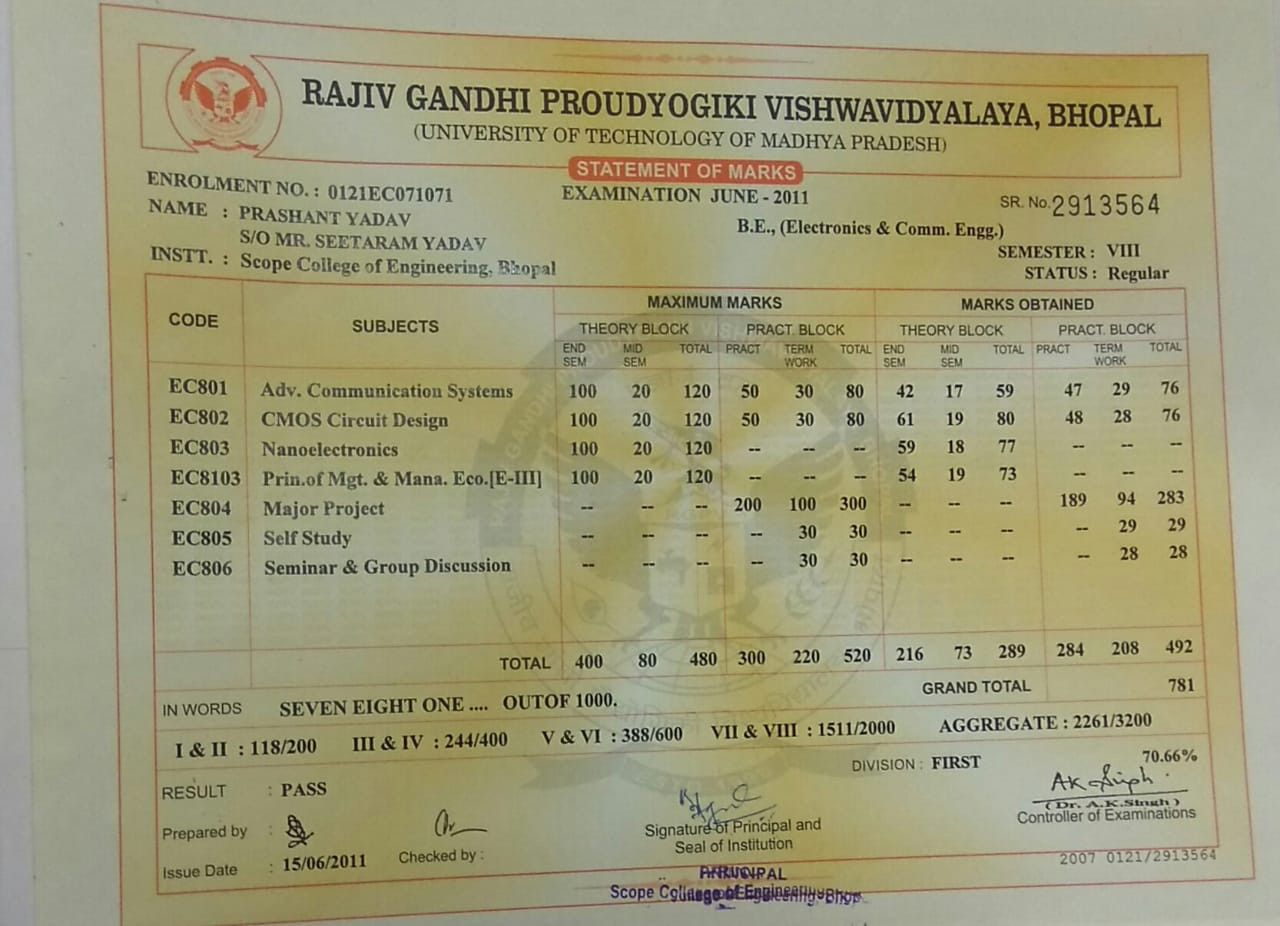 RAJIV GANDHI PROUDYOGIKI VISHWAVIDYALAYA, BHOPAL
(UNIVERSITY OF TECHNOLOGY OF MADHYA PRADESH)
STATEMENT OF MARKS
ENROLMENT NO. : 0121EC071071 EXAMINATION JUNE - 2011 SR. No. 2913564
NAME : PRASHANT YADAV B.E., (Electronics & Comm. Engg.)
S/O MR. SEETARAM YADAV SEMESTER : VIII
INSTT. : Scope College of Engineering, Bhopal STATUS : Regular
CODE SUBJECTS MAXIMUM MARKS MARKS OBTAINED
THEORY BLOCK PRACT. BLOCK THEORY BLOCK PRACT. BLOCK
END SEM MID SEM TOTAL PRACT TERM WORK TOTAL END SEM MID SEM TOTAL PRACT TERM WORK TOTAL
EC801 Adv. Communication Systems 100 20 120 50 30 80 42 17 59 47 29 76
EC802 CMOS Circuit Design 100 20 120 50 30 80 61 19 80 48 28 76
EC803 Nanoelectronics 100 20 120 -- -- -- 59 18 77 -- -- --
EC8103 Prin.of Mgt. & Mana. Eco.[E-III] 100 20 120 -- -- -- 54 19 73 -- -- --
EC804 Major Project -- -- -- 200 100 300 -- -- -- 189 94 283
EC805 Self Study -- -- -- -- 30 30 -- -- -- -- 29 29
EC806 Seminar & Group Discussion -- -- -- -- 30 30 -- -- -- -- 28 28
TOTAL 400 80 480 300 220 520 216 73 289 284 208 492
GRAND TOTAL 781
IN WORDS SEVEN EIGHT ONE .... OUTOF 1000.
I & II : 118/200 III & IV : 244/400 V & VI : 388/600 VII & VIII : 1511/2000 AGGREGATE : 2261/3200
DIVISION : FIRST 70.66%
RESULT : PASS
AK Singh
(Dr. A.K.Singh)
Controller of Examinations
Prepared by :
Checked by :
Signature of Principal and
Seal of Institution
Issue Date : 15/06/2011
2007 0121/2913564
PRINCIPAL
Scope College of Engineering, Bhop